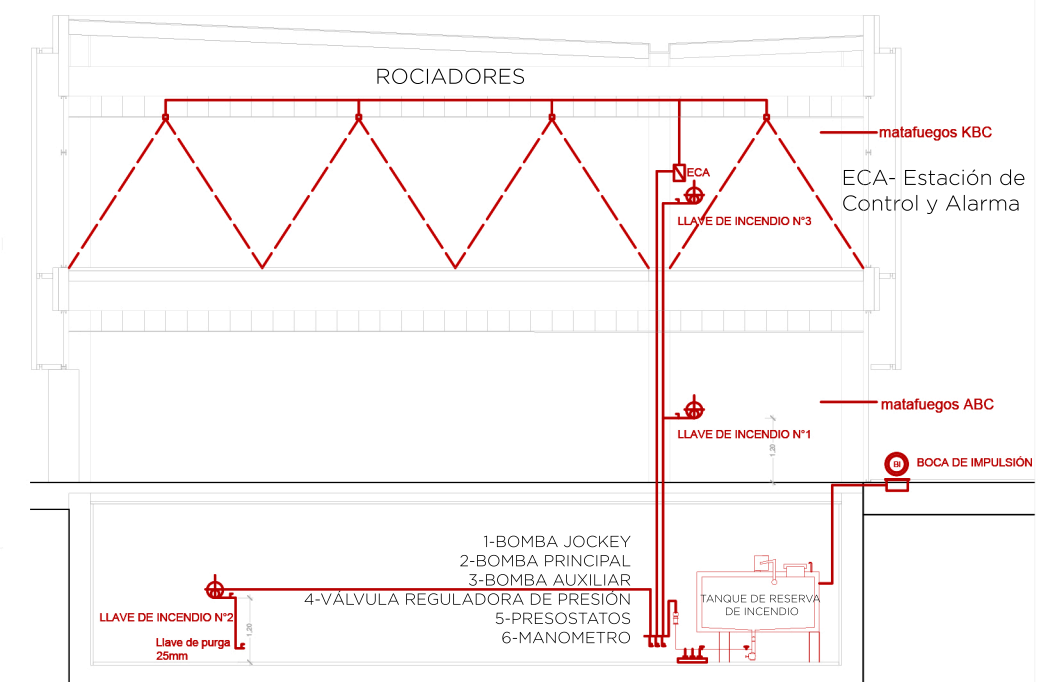 ROCIADORES
matafuegos KBC
ECA
ECA- Estación de
Control y Alarma
LLAVE DE INCENDIO N°3
matafuegos ABC
LLAVE DE INCENDIO N°1
1,20
BI
BOCA DE IMPULSIÓN
1-BOMBA JOCKEY
2-BOMBA PRINCIPAL
3-BOMBA AUXILIAR
4-VÁLVULA REGULADORA DE PRESIÓN
5-PRESOSTATOS
6-MANOMETRO
TANQUE DE RESERVA
DE INCENDIO
LLAVE DE INCENDIO N°2
1,20
Llave de purga
25mm